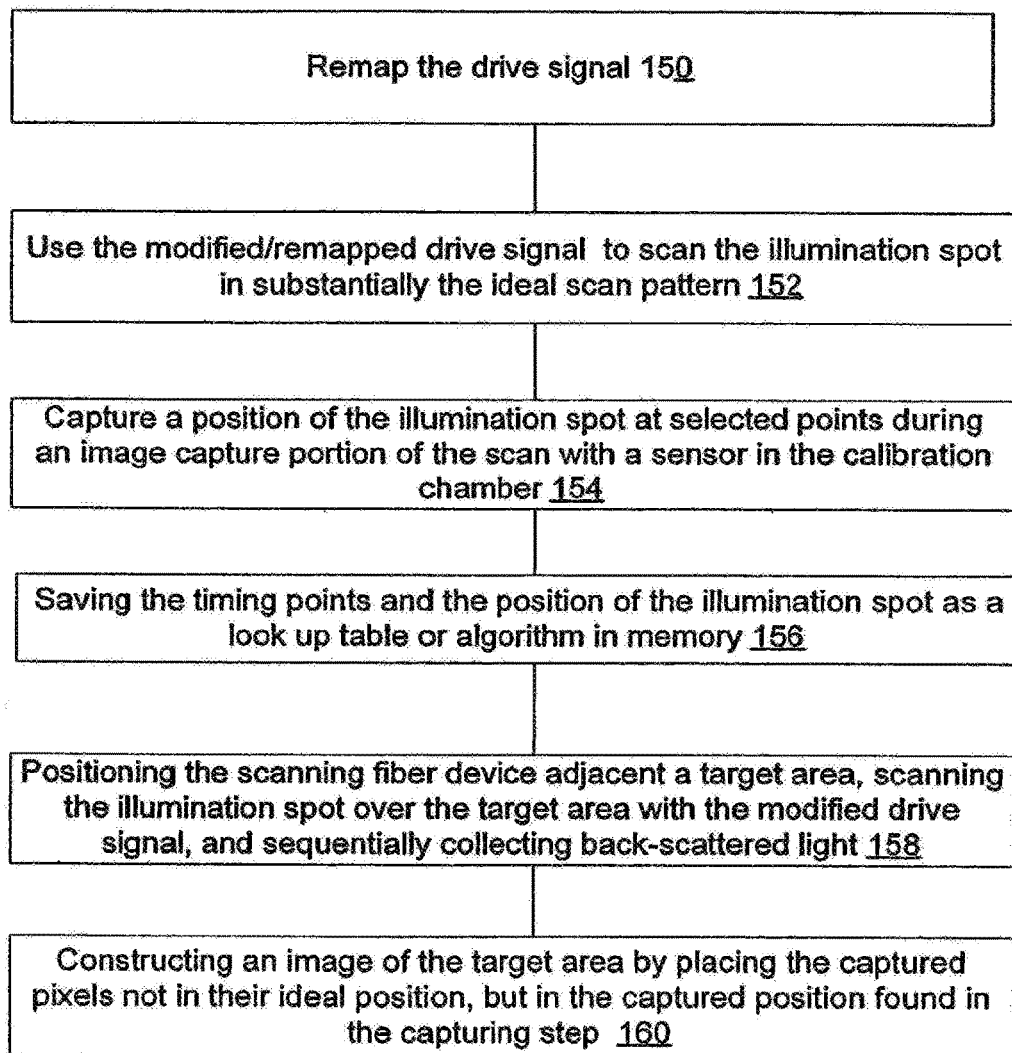 Remap the drive signal 150
Use the modified/remapped drive signal to scan the illumination spot
in substantially the ideal scan pattern 152
Capture a position of the illumination spot at selected points during
an image capture portion of the scan with a sensor in the calibration
chamber 154
Saving the timing points and the position of the illumination spot as a
look up table or algorithm in memory 156
Positioning the scanning fiber device adjacent a target area, scanning
the illumination spot over the target area with the modified drive
signal, and sequentially collecting back-scattered light 158
Constructing an image of the target area by placing the captured
pixels not in their ideal position, but in the captured position found in
the capturing step 160